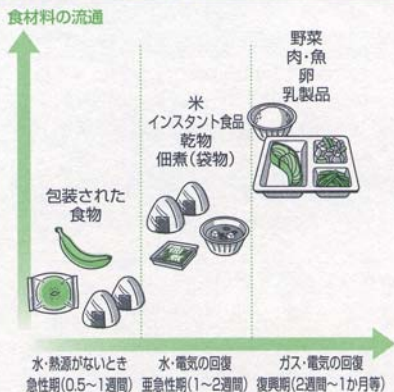 食材料の流通
野菜
肉・魚
卵
乳製品
米
インスタント食品
乾物
佃煮(袋物)
包装された
食物
水・熱源がないとき
急性期(0.5〜1週間)
水・電気の回復
亜急性期(1〜2週間)
ガス・電気の回復
復興期(2週間〜1か月等)